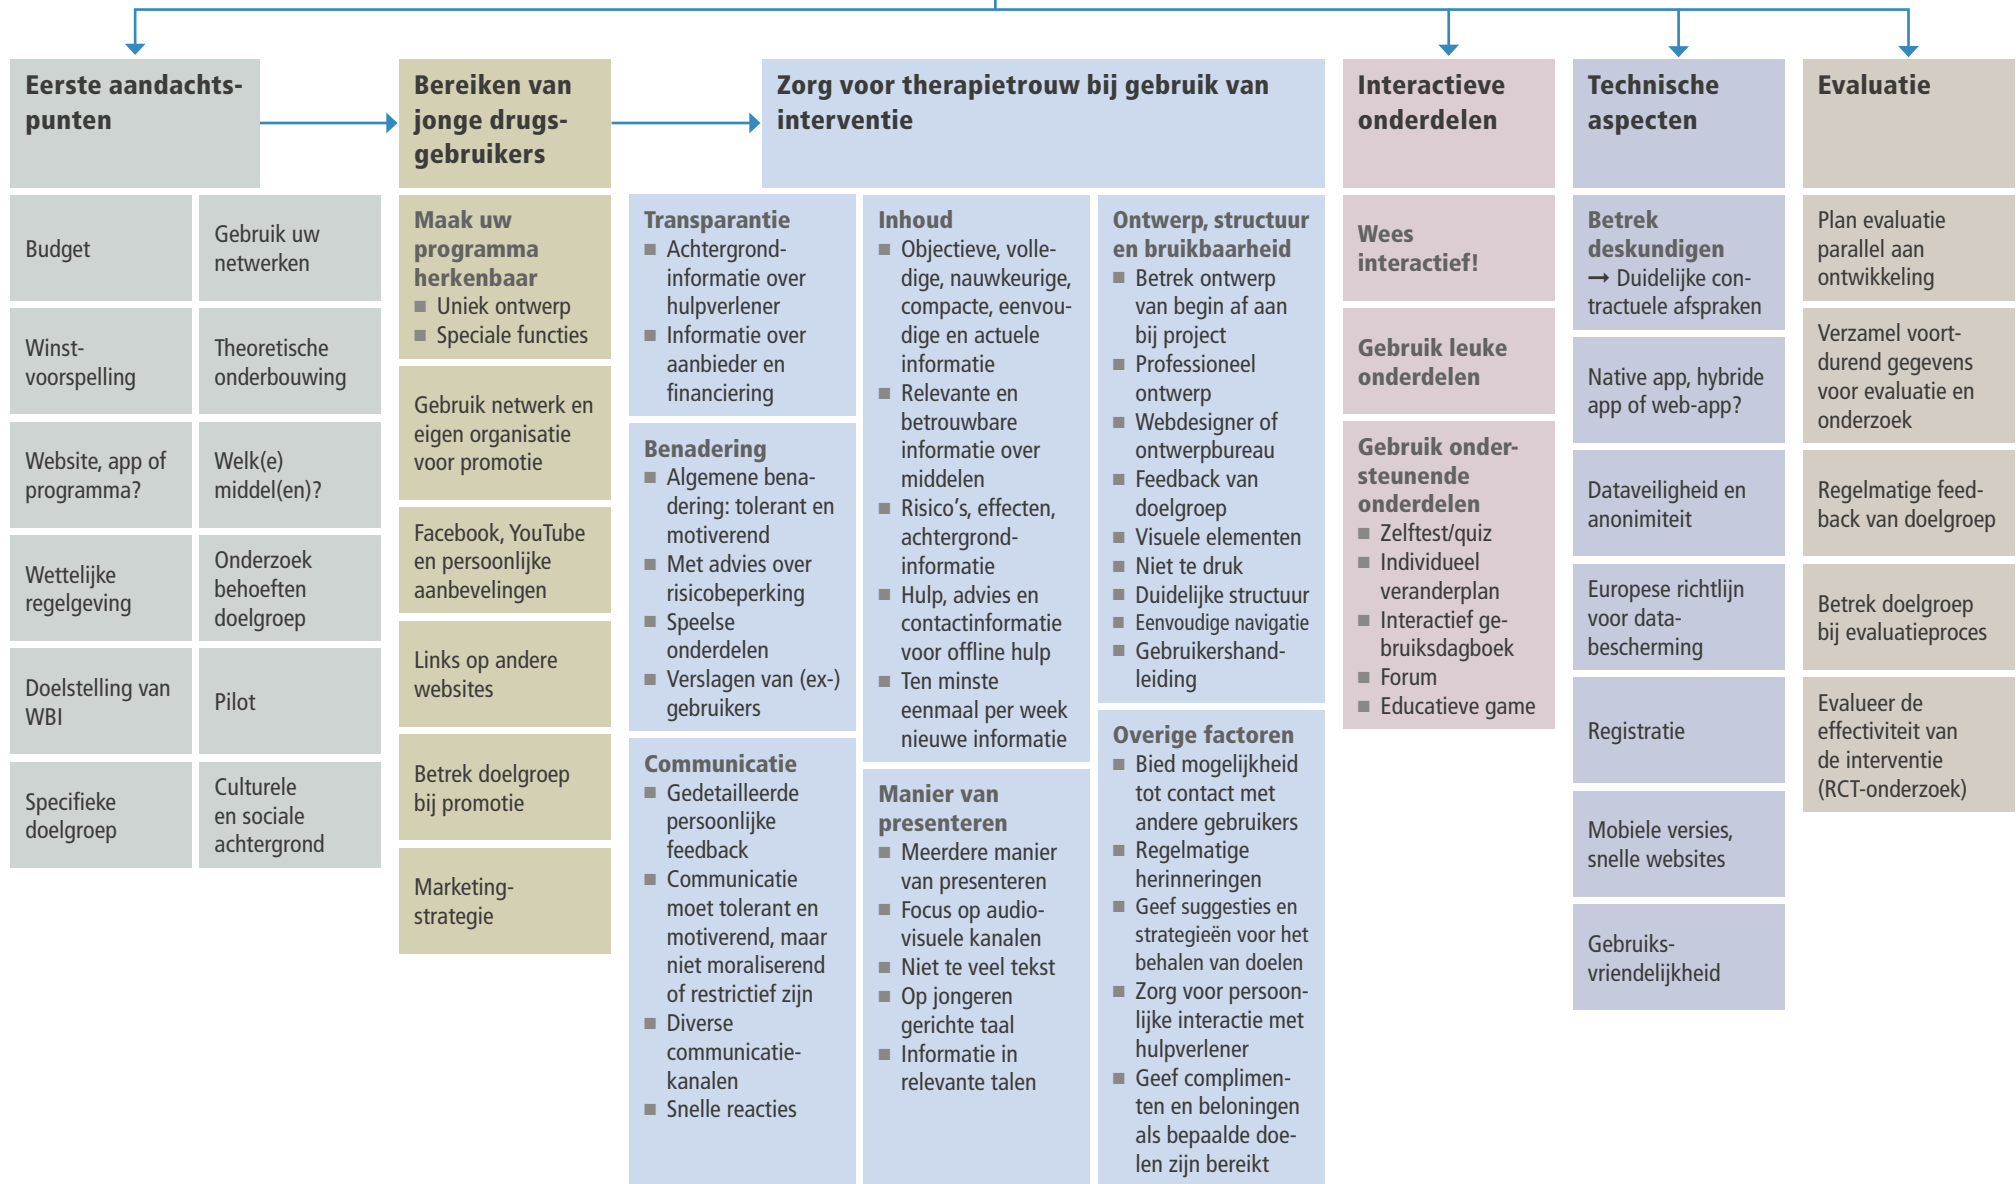 Eerste aandachts-
punten
Budget
Gebruik uw
netwerken
Winst-
voorspelling
Theoretische
onderbouwing
Website, app of
programma?
Welk(e)
middel(en)?
Wettelijke
regelgeving
Onderzoek
behoeften
doelgroep
Doelstelling van
WBI
Pilot
Specifieke
doelgroep
Culturele
en sociale
achtergrond
Bereiken van
jonge drugs-
gebruikers
Maak uw
programma
herkenbaar
■ Uniek ontwerp
■ Speciale functies
Gebruik netwerk en
eigen organisatie
voor promotie
Facebook, YouTube
en persoonlijke
aanbevelingen
Links op andere
websites
Betrek doelgroep
bij promotie
Marketing-
strategie
Zorg voor therapietrouw bij gebruik van
interventie
Transparantie
■ Achtergrond-
informatie over
hulpverlener
■ Informatie over
aanbieder en
financiering
Benadering
■ Algemene bena-
dering: tolerant en
motiverend
■ Met advies over
risicobeperking
■ Speelse
onderdelen
■ Verslagen van (ex-)
gebruikers
Communicatie
■ Gedetailleerde
persoonlijke
feedback
■ Communicatie
moet tolerant en
motiverend, maar
niet moraliserend
of restrictief zijn
■ Diverse
communicatie-
kanalen
■ Snelle reacties
Inhoud
■ Objectieve, volle-
dige, nauwkeurige,
compacte, eenvou-
dige en actuele
informatie
■ Relevante en
betrouwbare
informatie over
middelen
■ Risico's, effecten,
achtergrond-
informatie
■ Hulp, advies en
contactinformatie
voor offline hulp
■ Ten minste
eenmaal per week
nieuwe informatie
Manier van
presenteren
■ Meerdere manier
van presenteren
■ Focus op audio-
visuele kanalen
■ Niet te veel tekst
■ Op jongeren
gerichte taal
■ Informatie in
relevante talen
Ontwerp, structuur
en bruikbaarheid
■ Betrek ontwerp
van begin af aan
bij project
■ Professioneel
ontwerp
■ Webdesigner of
ontwerpbureau
■ Feedback van
doelgroep
■ Visuele elementen
■ Niet te druk
■ Duidelijke structuur
■ Eenvoudige navigatie
■ Gebruikershand-
leiding
Overige factoren
■ Bied mogelijkheid
tot contact met
andere gebruikers
■ Regelmatige
herinneringen
■ Geef suggesties en
strategieën voor het
behalen van doelen
■ Zorg voor persoon-
lijke interactie met
hulpverlener
■ Geef complimen-
ten en beloningen
als bepaalde doe-
len zijn bereikt
Interactieve
onderdelen
Wees
interactief!
Gebruik leuke
onderdelen
Gebruik onder-
steunende
onderdelen
■ Zelftest/quiz
■ Individueel
veranderplan
■ Interactief ge-
bruiksdagboek
■ Forum
■ Educatieve game
Technische
aspecten
Betrek
deskundigen
→ Duidelijke con-
tractuele afspraken
Native app, hybride
app of web-app?
Dataveiligheid en
anonimiteit
Europese richtlijn
voor data-
bescherming
Registratie
Mobiele versies,
snelle websites
Gebruiks-
vriendelijkheid
Evaluatie
Plan evaluatie
parallel aan
ontwikkeling
Verzamel voort-
durend gegevens
voor evaluatie en
onderzoek
Regelmatige feed-
back van doelgroep
Betrek doelgroep
bij evaluatieproces
Evalueer de
effectiviteit van
de interventie
(RCT-onderzoek)